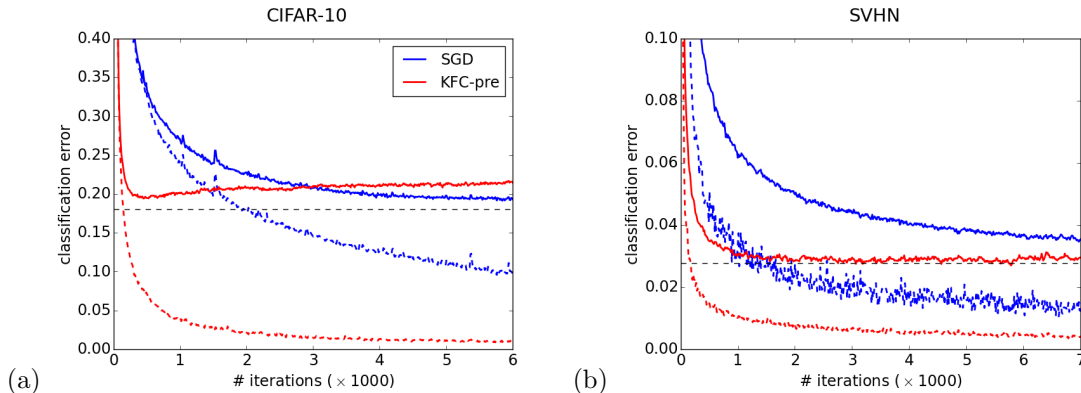 CIFAR-10
0.40
0.35
0.30
0.25
0.20
0.15
0.10
0.05
0.00
classification error
SGD
KFC-pre
0 1 2 3 4 5 6
# iterations (×1000)
(a)
SVHN
0.10
0.08
0.06
0.04
0.02
0.00
classification error
0 1 2 3 4 5 6 7
# iterations (×1000)
(b)